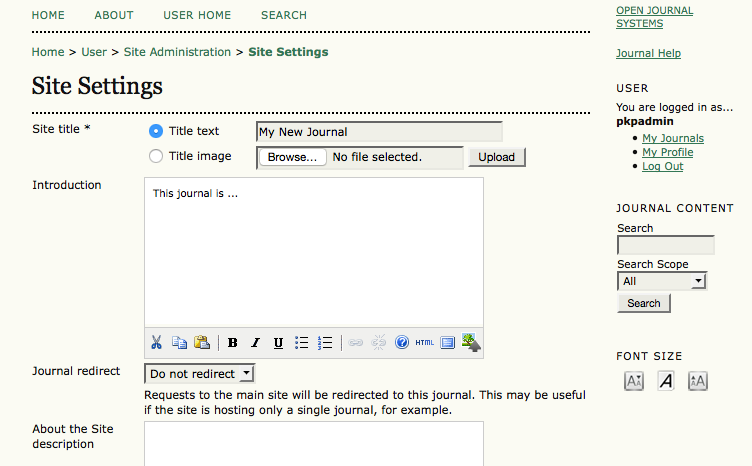 HOME ABOUT USER HOME SEARCH
Home > User > Site Administration > Site Settings
Site Settings
Site title * Title text My New Journal
Title image Browse... No file selected. Upload
Introduction
This journal is ...
B I U HTML
Journal redirect Do not redirect
Requests to the main site will be redirected to this journal. This may be useful
if the site is hosting only a single journal, for example.
About the Site
description
OPEN JOURNAL
SYSTEMS
Journal Help
USER
You are logged in as...
pkpadmin
My Journals
My Profile
Log Out
JOURNAL CONTENT
Search
Search Scope
All
Search
FONT SIZE
A A A